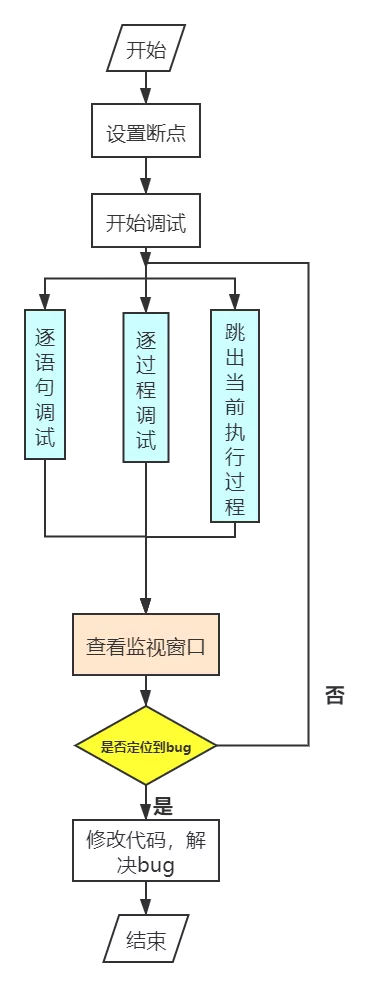 开始
设置断点
开始调试
逐语句调试
逐过程调试
跳出当前执行过程
查看监视窗口
否
是否定位到bug
是
修改代码，解
决bug
结束